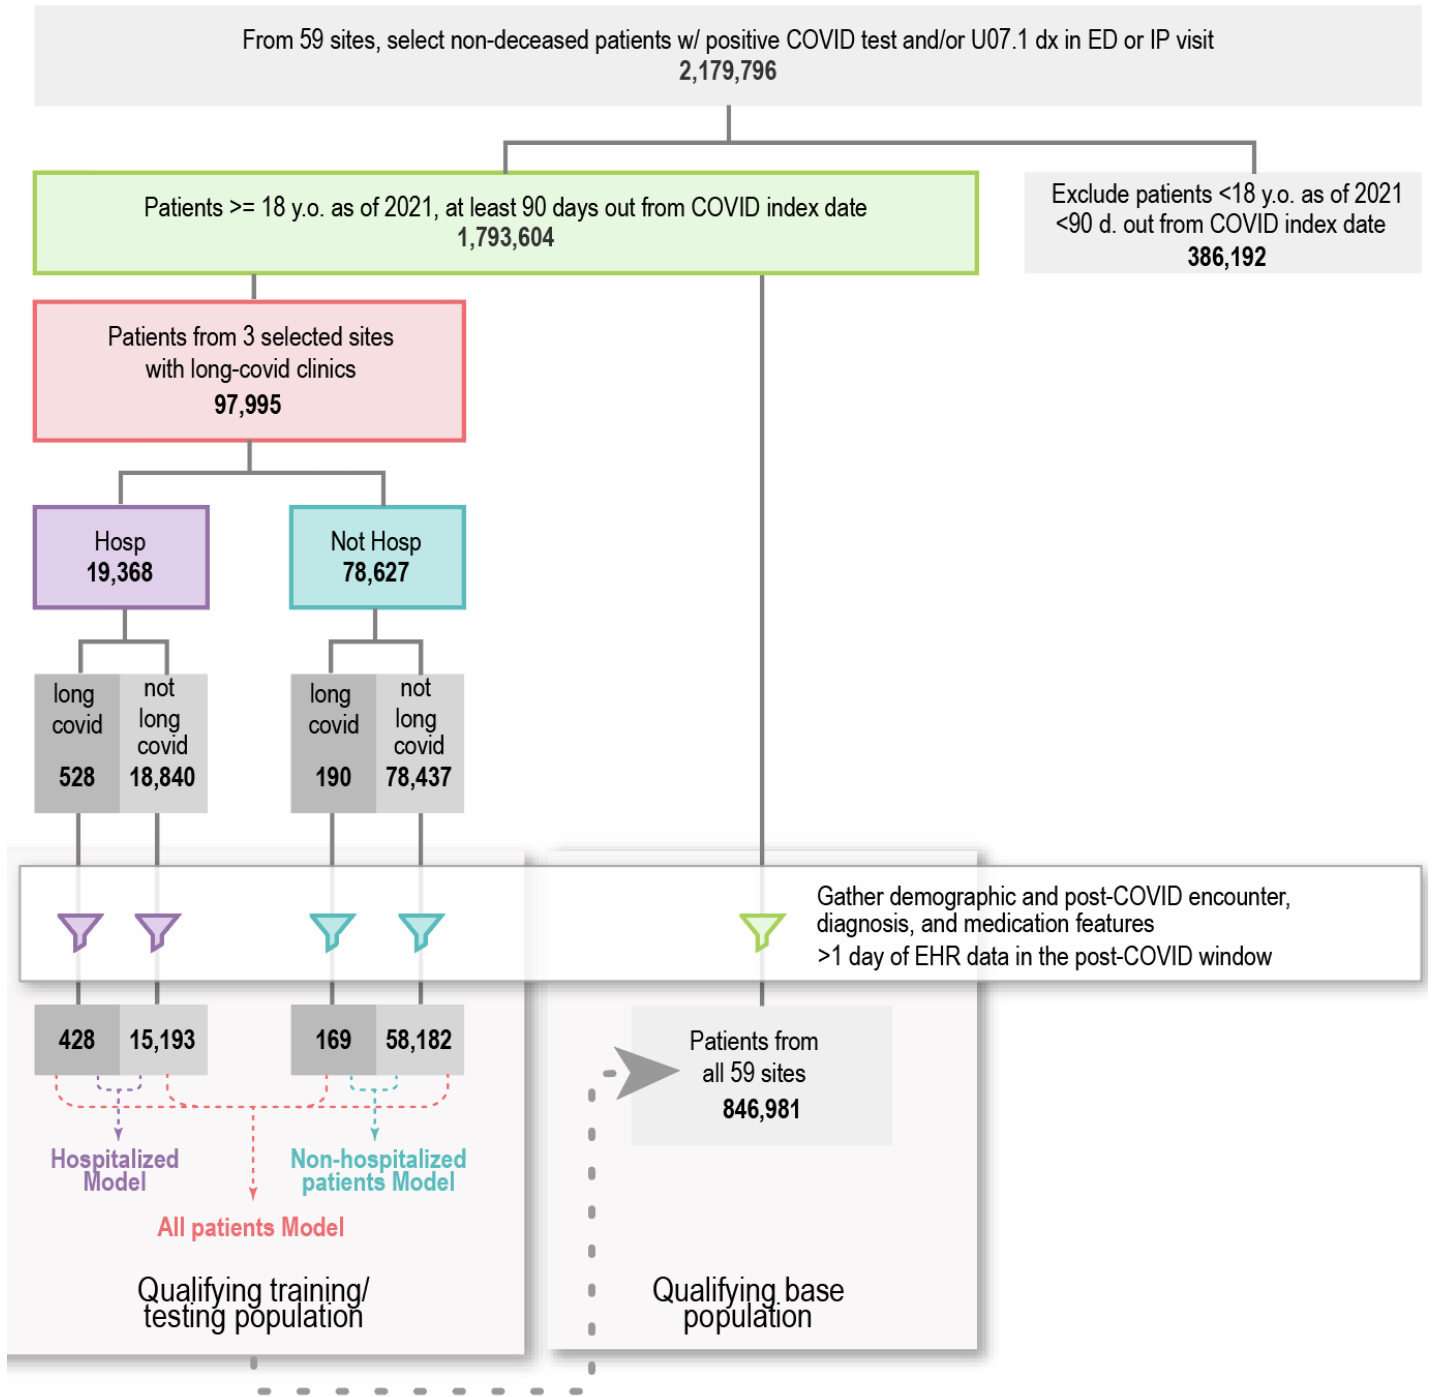 From 59 sites, select non-deceased patients w/ positive COVID test and/or U07.1 dx in ED or IP visit
2,179,796
Patients >= 18 y.o. as of 2021, at least 90 days out from COVID index date
1,793,604
Exclude patients <18 y.o. as of 2021
<90 d. out from COVID index date
386,192
Patients from 3 selected sites
with long-covid clinics
97,995
Hosp
19,368
Not Hosp
78,627
long
covid
528
not
long
covid
18,840
long
covid
190
not
long
covid
78,437
Gather demographic and post-COVID encounter,
diagnosis, and medication features
>1 day of EHR data in the post-COVID window
428
15,193
169
58,182
Patients from
all 59 sites
846,981
Hospitalized
Model
Non-hospitalized
patients Model
All patients Model
Qualifying training/
testing population
Qualifying base
population